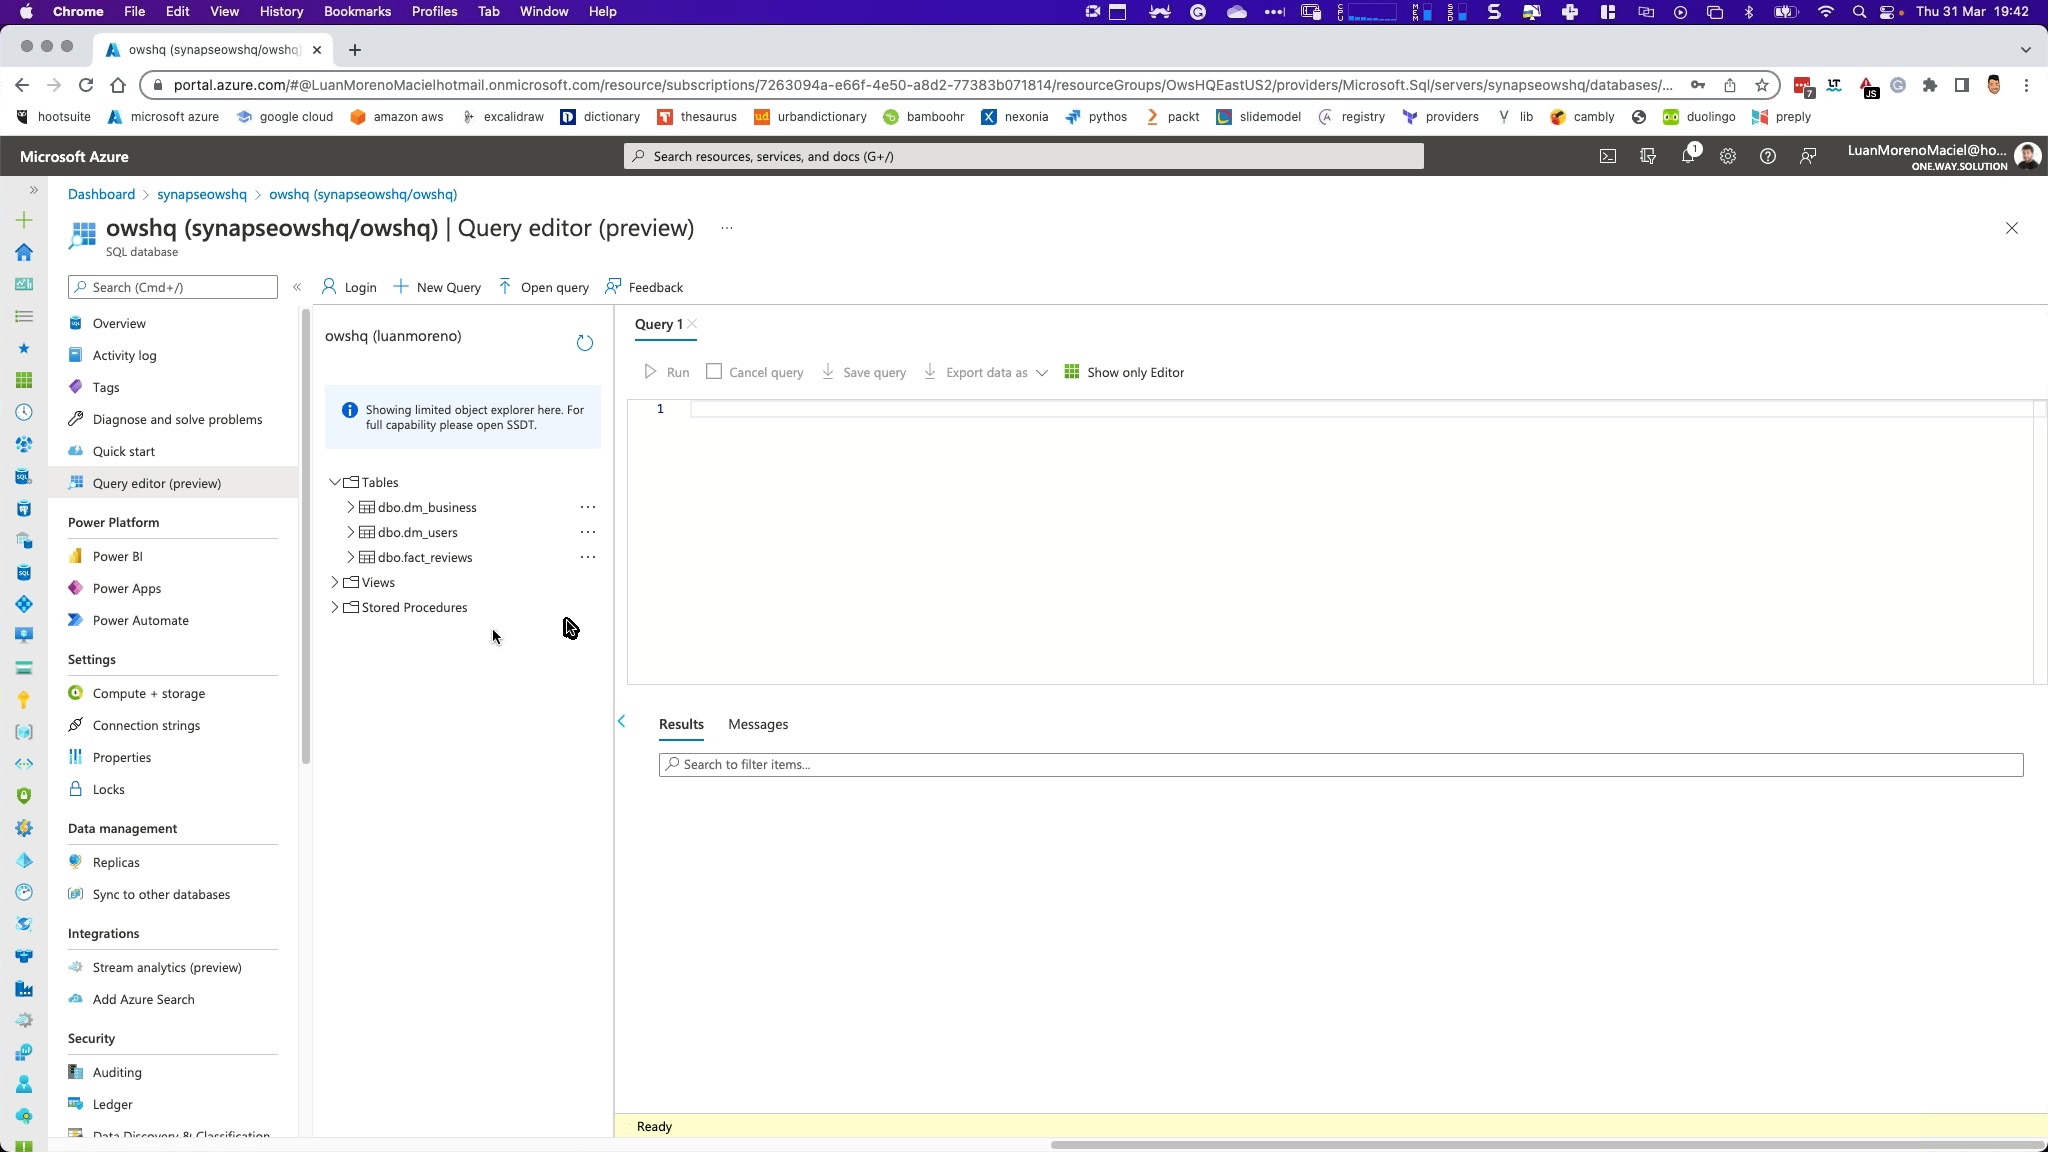 Chrome File Edit View History Bookmarks Profiles Tab Window Help Thu 31 Mar 19:42
owshq (synapseowshq/owshq)
portal.azure.com/#@LuanMorenoMacielhotmail.onmicrosoft.com/resource/subscriptions/7263094a-e66f-4e50-a8d2-77383b071814/resourceGroups/OwsHQEastUS2/providers/Microsoft.Sql/servers/synapseowshq/databases/...
hootsuite microsoft azure google cloud amazon aws excalidraw dictionary thesaurus urbandictionary bamboohr nexonia pythos packt slidemodel registry providers lib cambly duolingo preply
Microsoft Azure
Search resources, services, and docs (G+/)
1
LuanMorenoMaciel@ho...
ONE.WAY.SOLUTION
Dashboard > synapseowshq > owshq (synapseowshq/owshq)
owshq (synapseowshq/owshq) | Query editor (preview) ...
SQL database
Search (Cmd+/)
«
Login New Query Open query Feedback
Overview
Activity log
Tags
Diagnose and solve problems
Quick start
Query editor (preview)
Power Platform
Power BI
Power Apps
Power Automate
Settings
Compute + storage
Connection strings
Properties
Locks
Data management
Replicas
Sync to other databases
Integrations
Stream analytics (preview)
Add Azure Search
Security
Auditing
Ledger
Data Discovery & Classification
owshq (luanmoreno)
Showing limited object explorer here. For
full capability please open SSDT.
Tables
dbo.dm_business ...
dbo.dm_users ...
dbo.fact_reviews ...
Views
Stored Procedures
Query 1
Run Cancel query Save query Export data as Show only Editor
1
Results Messages
Search to filter items...
Ready